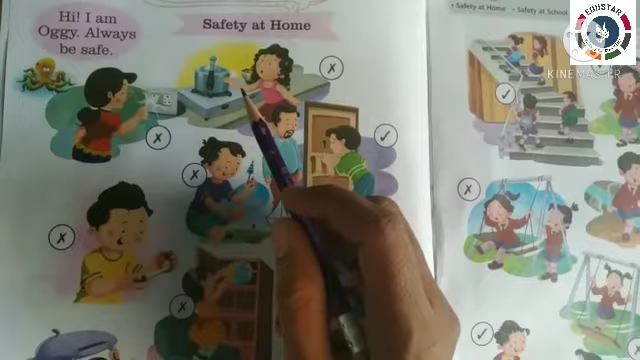 Hi! I am
Oggy. Always
be safe.
Safety at Home
• Safety at Home • Safety at School
EDUSTAR
KINEMASTER